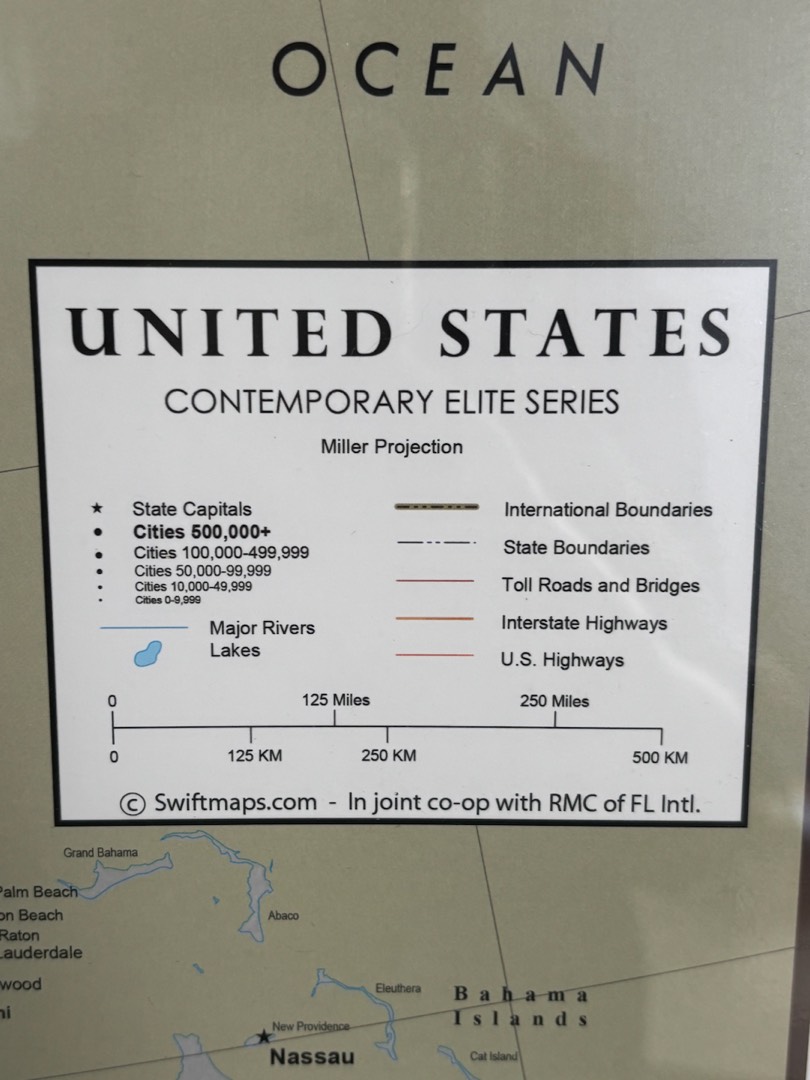 OCEAN
UNITED STATES
CONTEMPORARY ELITE SERIES
Miller Projection
State Capitals
Cities 500,000+
Cities 100,000-499,999
Cities 50,000-99,999
Cities 10,000-49,999
Cities 0-9,999
Major Rivers
Lakes
International Boundaries
State Boundaries
Toll Roads and Bridges
Interstate Highways
U.S. Highways
0 125 Miles 250 Miles
0 125 KM 250 KM 500 KM
© Swiftmaps.com - In joint co-op with RMC of FL Intl.
Grand Bahama
Palm Beach
on Beach
Raton
Lauderdale
wood
ni
Abaco
Eleuthera
Bahama
Islands
New Providence
Nassau
Cat Island